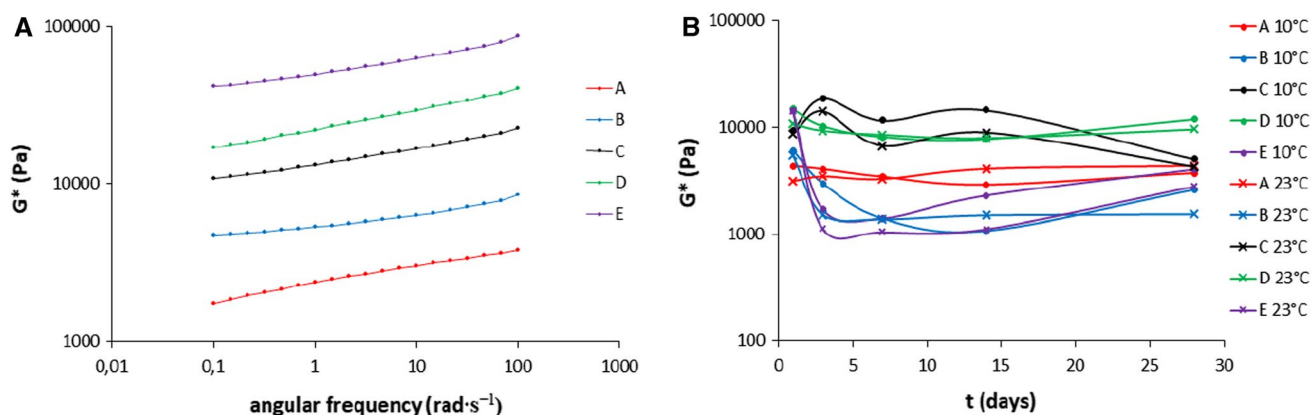 A
100000
10000
1000
G* (Pa)
0,01
0,1
1
10
100
1000
angular frequency (rad·s⁻¹)
A
B
C
D
E
B
100000
10000
1000
100
G* (Pa)
0
5
10
15
20
25
30
t (days)
A 10°C
B 10°C
C 10°C
D 10°C
E 10°C
A 23°C
B 23°C
C 23°C
D 23°C
E 23°C